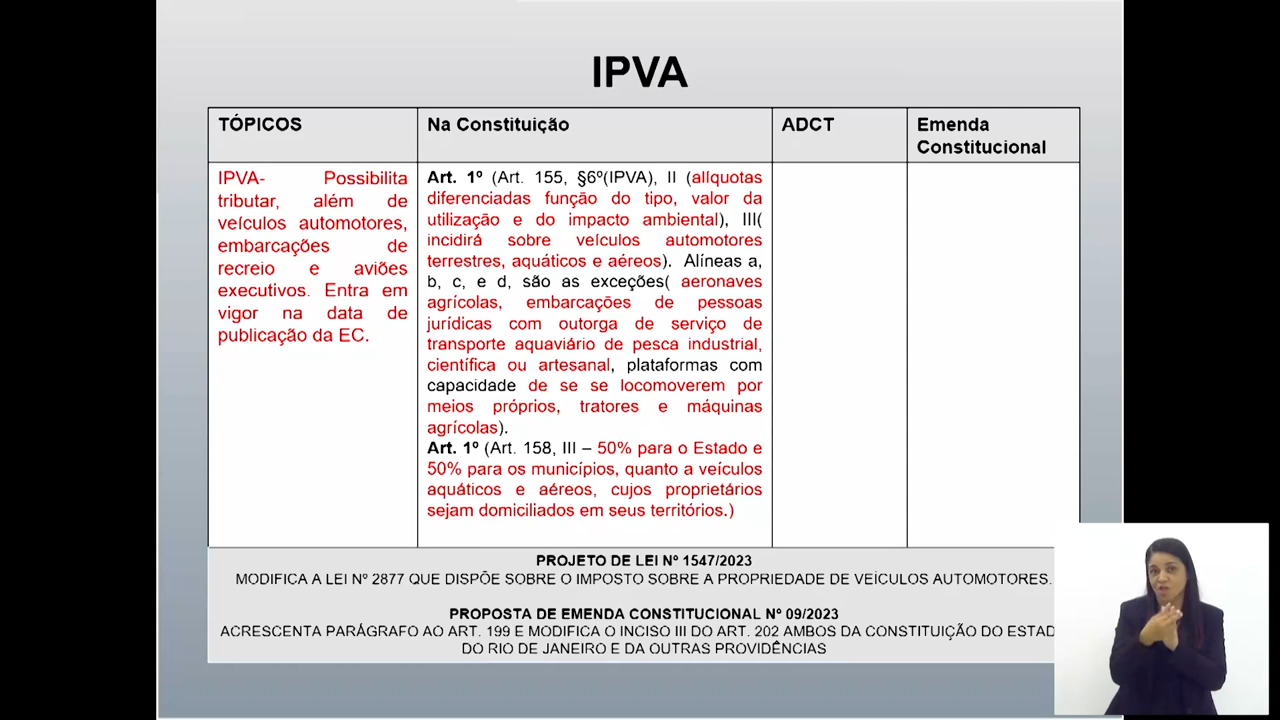 IPVA
TÓPICOS
Na Constituição
ADCT
Emenda
Constitucional
IPVA- Possibilita
tributar, além de
veículos automotores,
embarcações de
recreio e aviões
executivos. Entra em
vigor na data de
publicação da EC.
Art. 1º (Art. 155, §6º(IPVA), II (alíquotas
diferenciadas função do tipo, valor da
utilização e do impacto ambiental), III(
incidirá sobre veículos automotores
terrestres, aquáticos e aéreos). Alíneas a,
b, c, e d, são as exceções( aeronaves
agrícolas, embarcações de pessoas
jurídicas com outorga de serviço de
transporte aquaviário de pesca industrial,
científica ou artesanal, plataformas com
capacidade de se se locomoverem por
meios próprios, tratores e máquinas
agrícolas).
Art. 1º (Art. 158, III – 50% para o Estado e
50% para os municípios, quanto a veículos
aquáticos e aéreos, cujos proprietários
sejam domiciliados em seus territórios.)
PROJETO DE LEI Nº 1547/2023
MODIFICA A LEI Nº 2877 QUE DISPÕE SOBRE O IMPOSTO SOBRE A PROPRIEDADE DE VEÍCULOS AUTOMOTORES.
PROPOSTA DE EMENDA CONSTITUCIONAL Nº 09/2023
ACRESCENTA PARÁGRAFO AO ART. 199 E MODIFICA O INCISO III DO ART. 202 AMBOS DA CONSTITUIÇÃO DO ESTAD
DO RIO DE JANEIRO E DA OUTRAS PROVIDÊNCIAS